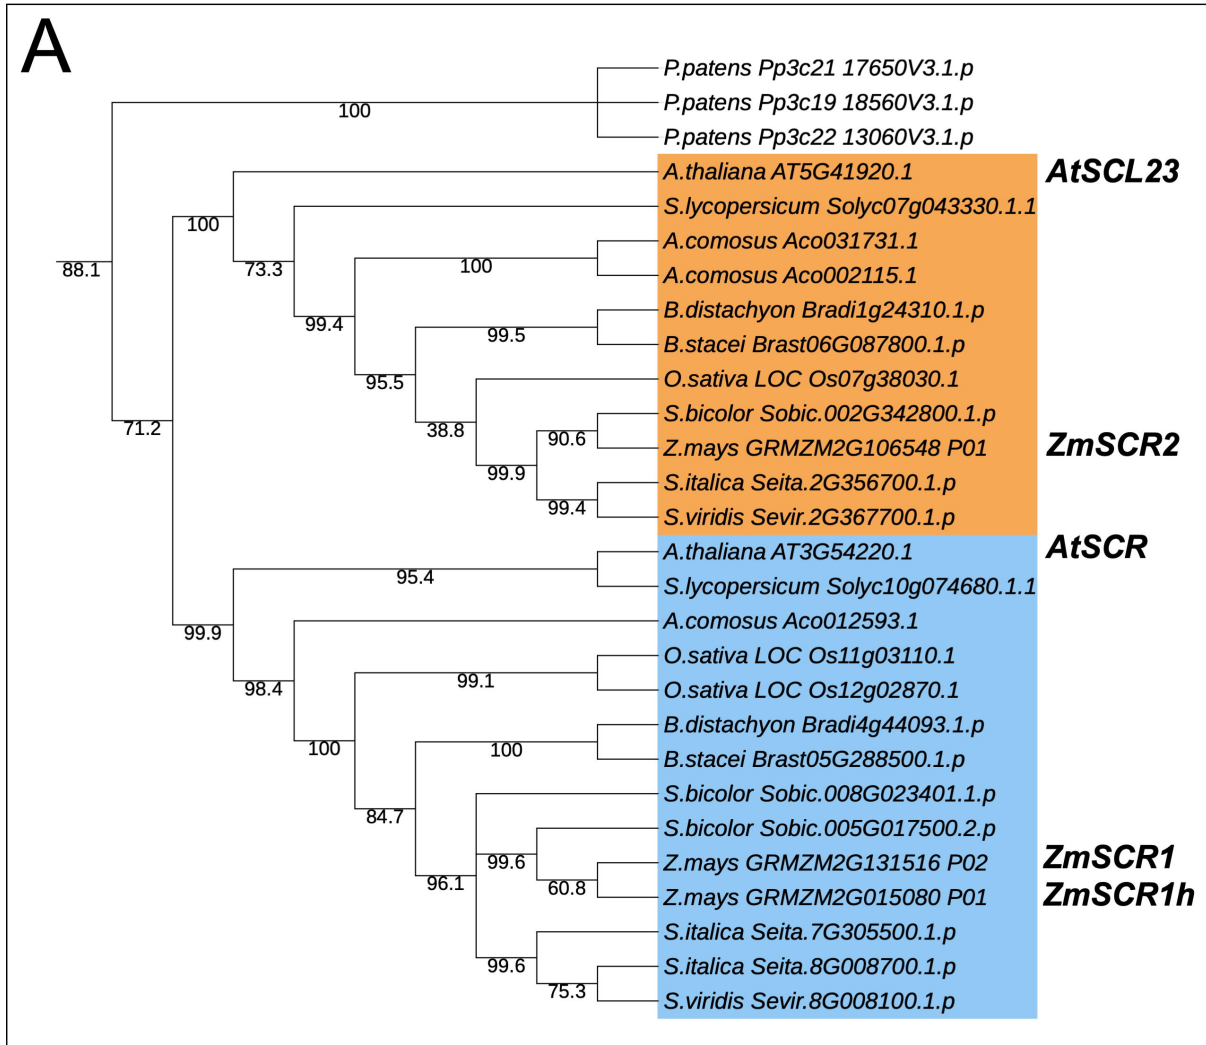 A
P.patens Pp3c21 17650V3.1.p
100
P.patens Pp3c19 18560V3.1.p
P.patens Pp3c22 13060V3.1.p
A.thaliana AT5G41920.1
AtSCL23
S.lycopersicum Solyc07g043330.1.1
100
A.comosus Aco031731.1
88.1
73.3
100
A.comosus Aco002115.1
B.distachyon Bradi1g24310.1.p
99.4
99.5
B.stacei Brast06G087800.1.p
95.5
O.sativa LOC Os07g38030.1
S.bicolor Sobic.002G342800.1.p
71.2
38.8
90.6
Z.mays GRMZM2G106548 P01
ZmSCR2
99.9
S.italica Seita.2G356700.1.p
99.4
S.viridis Sevir.2G367700.1.p
A.thaliana AT3G54220.1
AtSCR
95.4
S.lycopersicum Solyc10g074680.1.1
99.9
A.comosus Aco012593.1
O.sativa LOC Os11g03110.1
98.4
99.1
O.sativa LOC Os12g02870.1
B.distachyon Bradi4g44093.1.p
100
100
B.stacei Brast05G288500.1.p
S.bicolor Sobic.008G023401.1.p
84.7
S.bicolor Sobic.005G017500.2.p
99.6
Z.mays GRMZM2G131516 P02
ZmSCR1
96.1
60.8
Z.mays GRMZM2G015080 P01
ZmSCR1h
S.italica Seita.7G305500.1.p
99.6
S.italica Seita.8G008700.1.p
75.3
S.viridis Sevir.8G008100.1.p